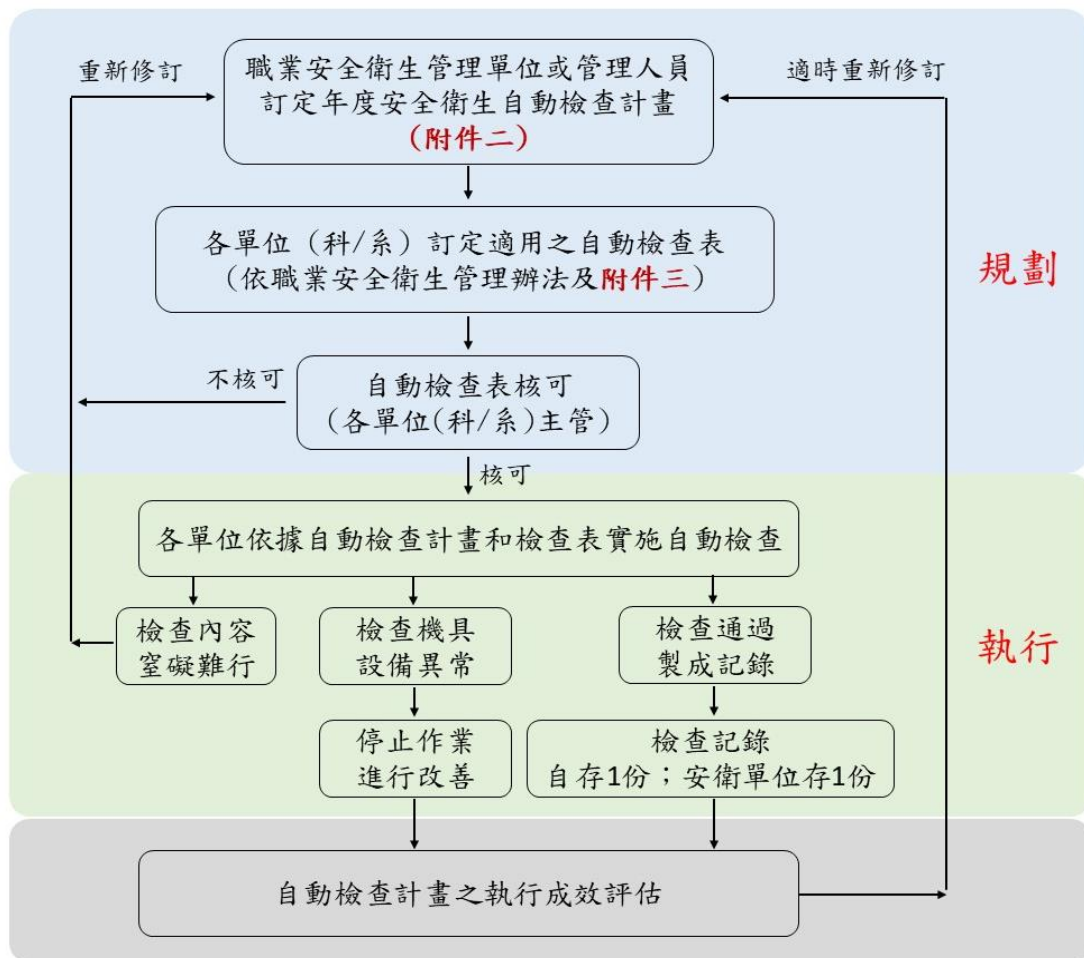 重新修訂
職業安全衛生管理單位或管理人員
訂定年度安全衛生自動檢查計畫
(附件二)
適時重新修訂
各單位(科/系)訂定適用之自動檢查表
(依職業安全衛生管理辦法及附件三)
規劃
不核可
自動檢查表核可
(各單位(科/系)主管)
核可
各單位依據自動檢查計畫和檢查表實施自動檢查
檢查內容
窒礙難行
檢查機具
設備異常
檢查通過
製成記錄
執行
停止作業
進行改善
檢查記錄
自存1份;安衛單位存1份
自動檢查計畫之執行成效評估